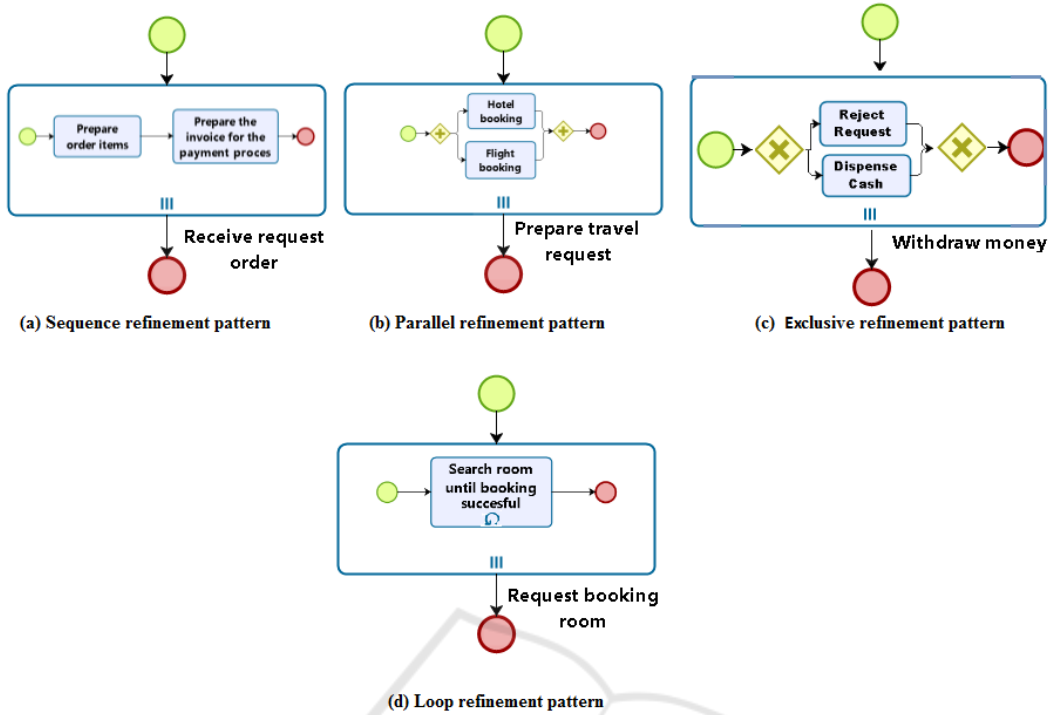 Prepare
order items
Prepare the
invoice for the
payment proces
Receive request
order
(a) Sequence refinement pattern
Hotel
booking
Flight
booking
Prepare travel
request
(b) Parallel refinement pattern
Reject
Request
Dispense
Cash
Withdraw money
(c) Exclusive refinement pattern
Search room
until booking
succesful
Request booking
room
(d) Loop refinement pattern